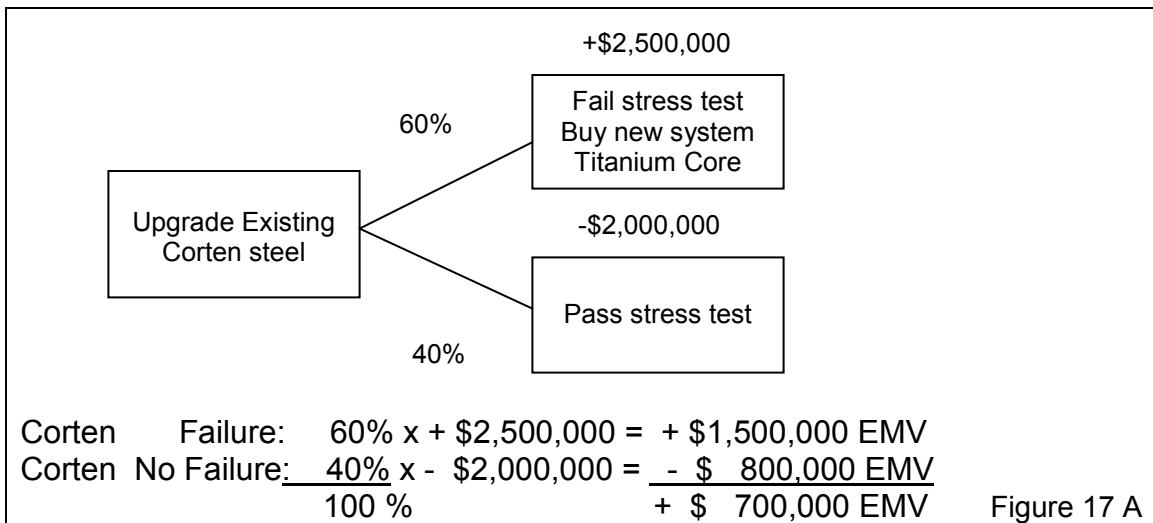 +$2,500,000
60%
Fail stress test
Buy new system
Titanium Core
Upgrade Existing
Corten steel
-$2,000,000
Pass stress test
40%
Corten Failure: 60% x + $2,500,000 = + $1,500,000 EMV
Corten No Failure: 40% x - $2,000,000 = - $ 800,000 EMV
100 % + $ 700,000 EMV Figure 17 A